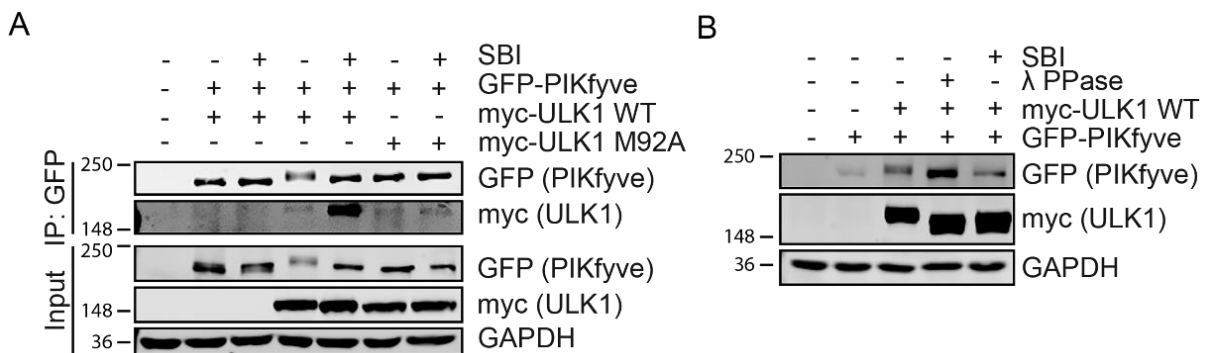 A
- - + - + - + SBI
- + + + + + + GFP-PIKfyve
- + + + + - - myc-ULK1 WT
- - - - - + + myc-ULK1 M92A
IP: GFP
250 GFP (PIKfyve)
148 myc (ULK1)
Input
250 GFP (PIKfyve)
148 myc (ULK1)
36 GAPDH
B
- - - - + SBI
- - - + - λ PPase
- - + + + myc-ULK1 WT
- + + + + GFP-PIKfyve
250 GFP (PIKfyve)
148 myc (ULK1)
36 GAPDH